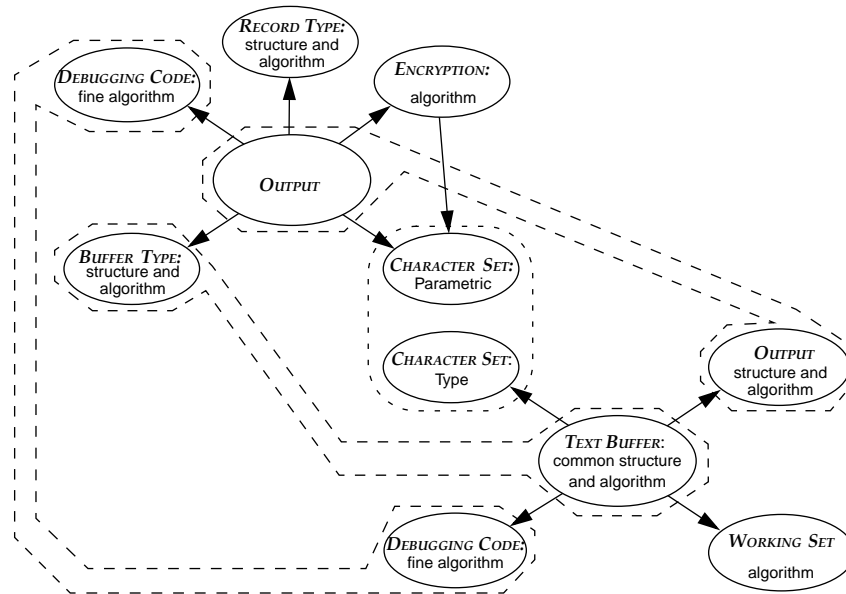 RECORD TYPE:
structure and
algorithm
DEBUGGING CODE:
fine algorithm
ENCRYPTION:
algorithm
OUTPUT
BUFFER TYPE:
structure and
algorithm
CHARACTER SET:
Parametric
CHARACTER SET:
Type
OUTPUT
structure and
algorithm
TEXT BUFFER:
common structure
and algorithm
DEBUGGING CODE:
fine algorithm
WORKING SET
algorithm